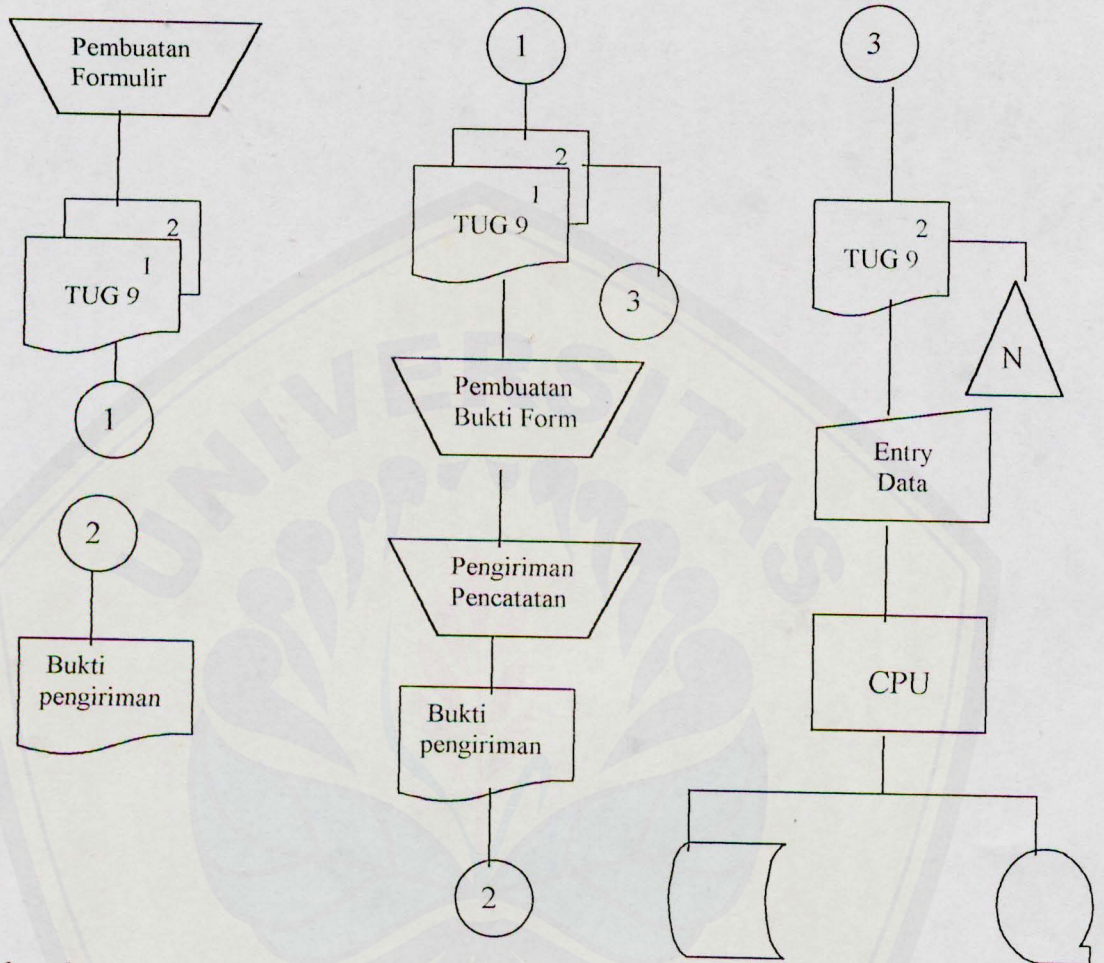 Pembuatan
Formulir
2
1
TUG 9
1
2
Bukti
pengiriman
1
2
1
TUG 9
3
Pembuatan
Bukti Form
Pengiriman
Pencatatan
Bukti
pengiriman
2
3
2
TUG 9
N
Entry
Data
CPU
UNIVERSITAS